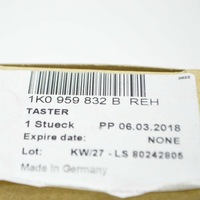 1K0 959 832 B REH
TASTER
1 Stueck PP 06.03.2018
Expire date: NONE
Lot: KW/27 - LS 80242805
Made In Germany